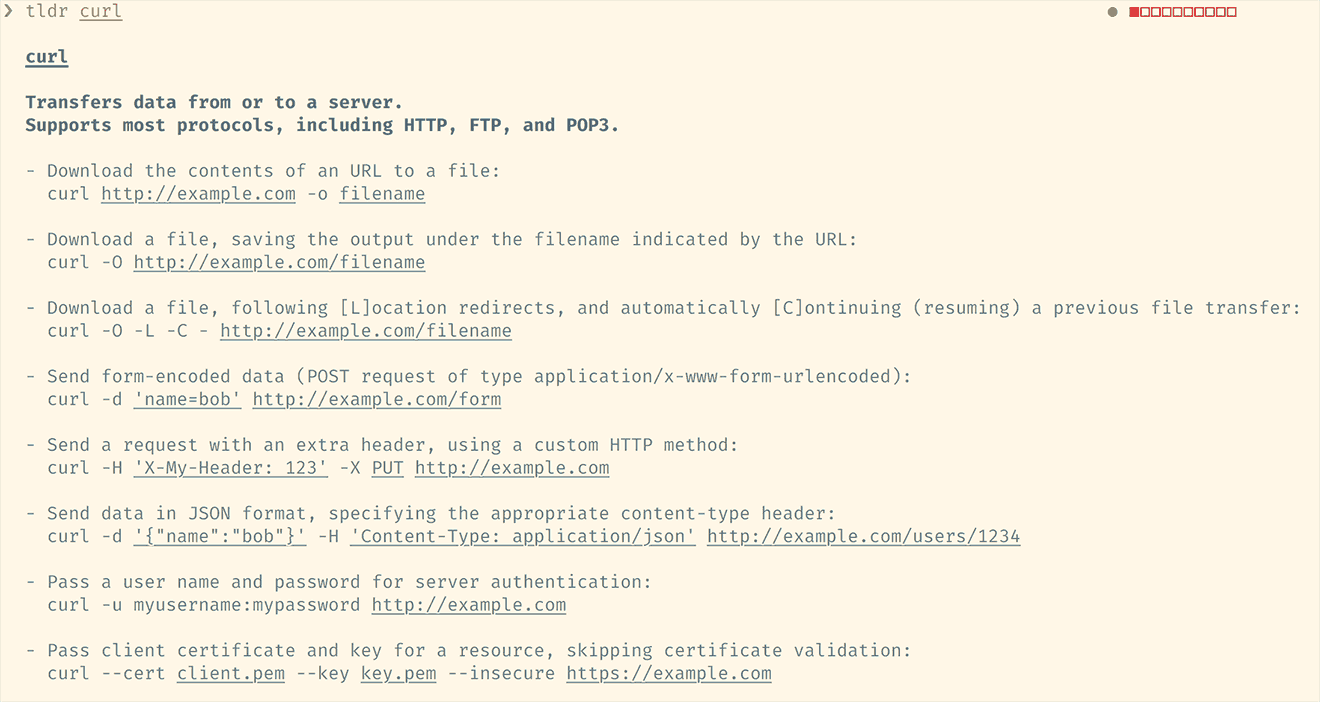 ❯ tldr curl
curl
Transfers data from or to a server.
Supports most protocols, including HTTP, FTP, and POP3.
- Download the contents of an URL to a file:
curl http://example.com -o filename
- Download a file, saving the output under the filename indicated by the URL:
curl -O http://example.com/filename
- Download a file, following [L]ocation redirects, and automatically [C]ontinuing (resuming) a previous file transfer:
curl -O -L -C - http://example.com/filename
- Send form-encoded data (POST request of type application/x-www-form-urlencoded):
curl -d 'name=bob' http://example.com/form
- Send a request with an extra header, using a custom HTTP method:
curl -H 'X-My-Header: 123' -X PUT http://example.com
- Send data in JSON format, specifying the appropriate content-type header:
curl -d '{"name":"bob"}' -H 'Content-Type: application/json' http://example.com/users/1234
- Pass a user name and password for server authentication:
curl -u myusername:mypassword http://example.com
- Pass client certificate and key for a resource, skipping certificate validation:
curl --cert client.pem --key key.pem --insecure https://example.com